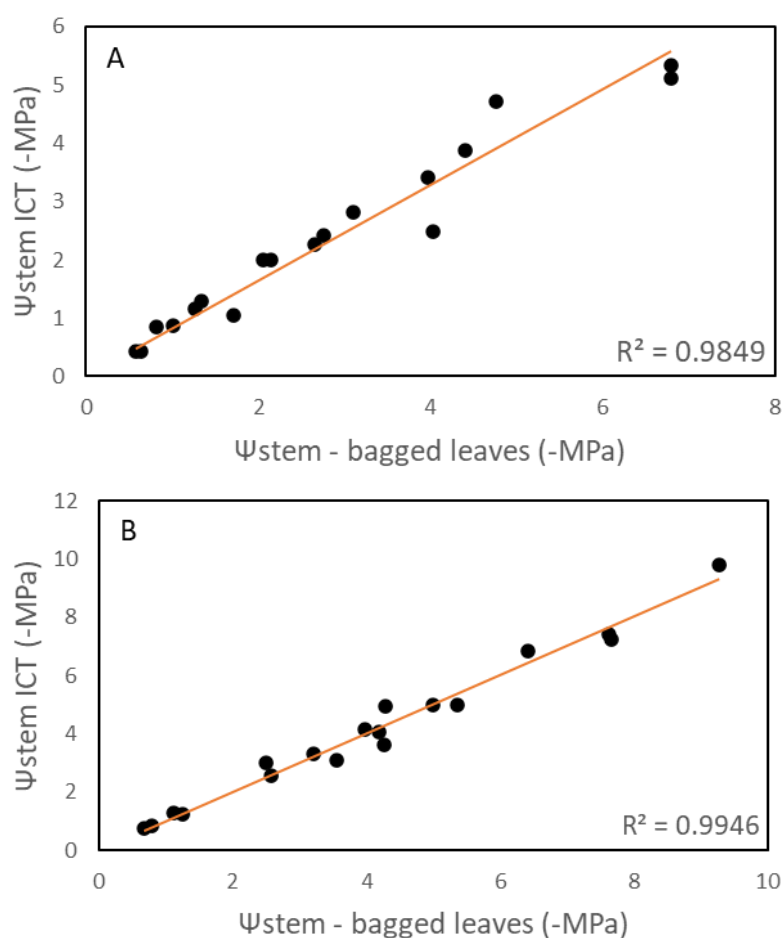 A
Ψstem ICT (-MPa)
6
5
4
3
2
1
0
R² = 0.9849
0 2 4 6 8
Ψstem - bagged leaves (-MPa)
B
Ψstem ICT (-MPa)
12
10
8
6
4
2
0
R² = 0.9946
0 2 4 6 8 10
Ψstem - bagged leaves (-MPa)